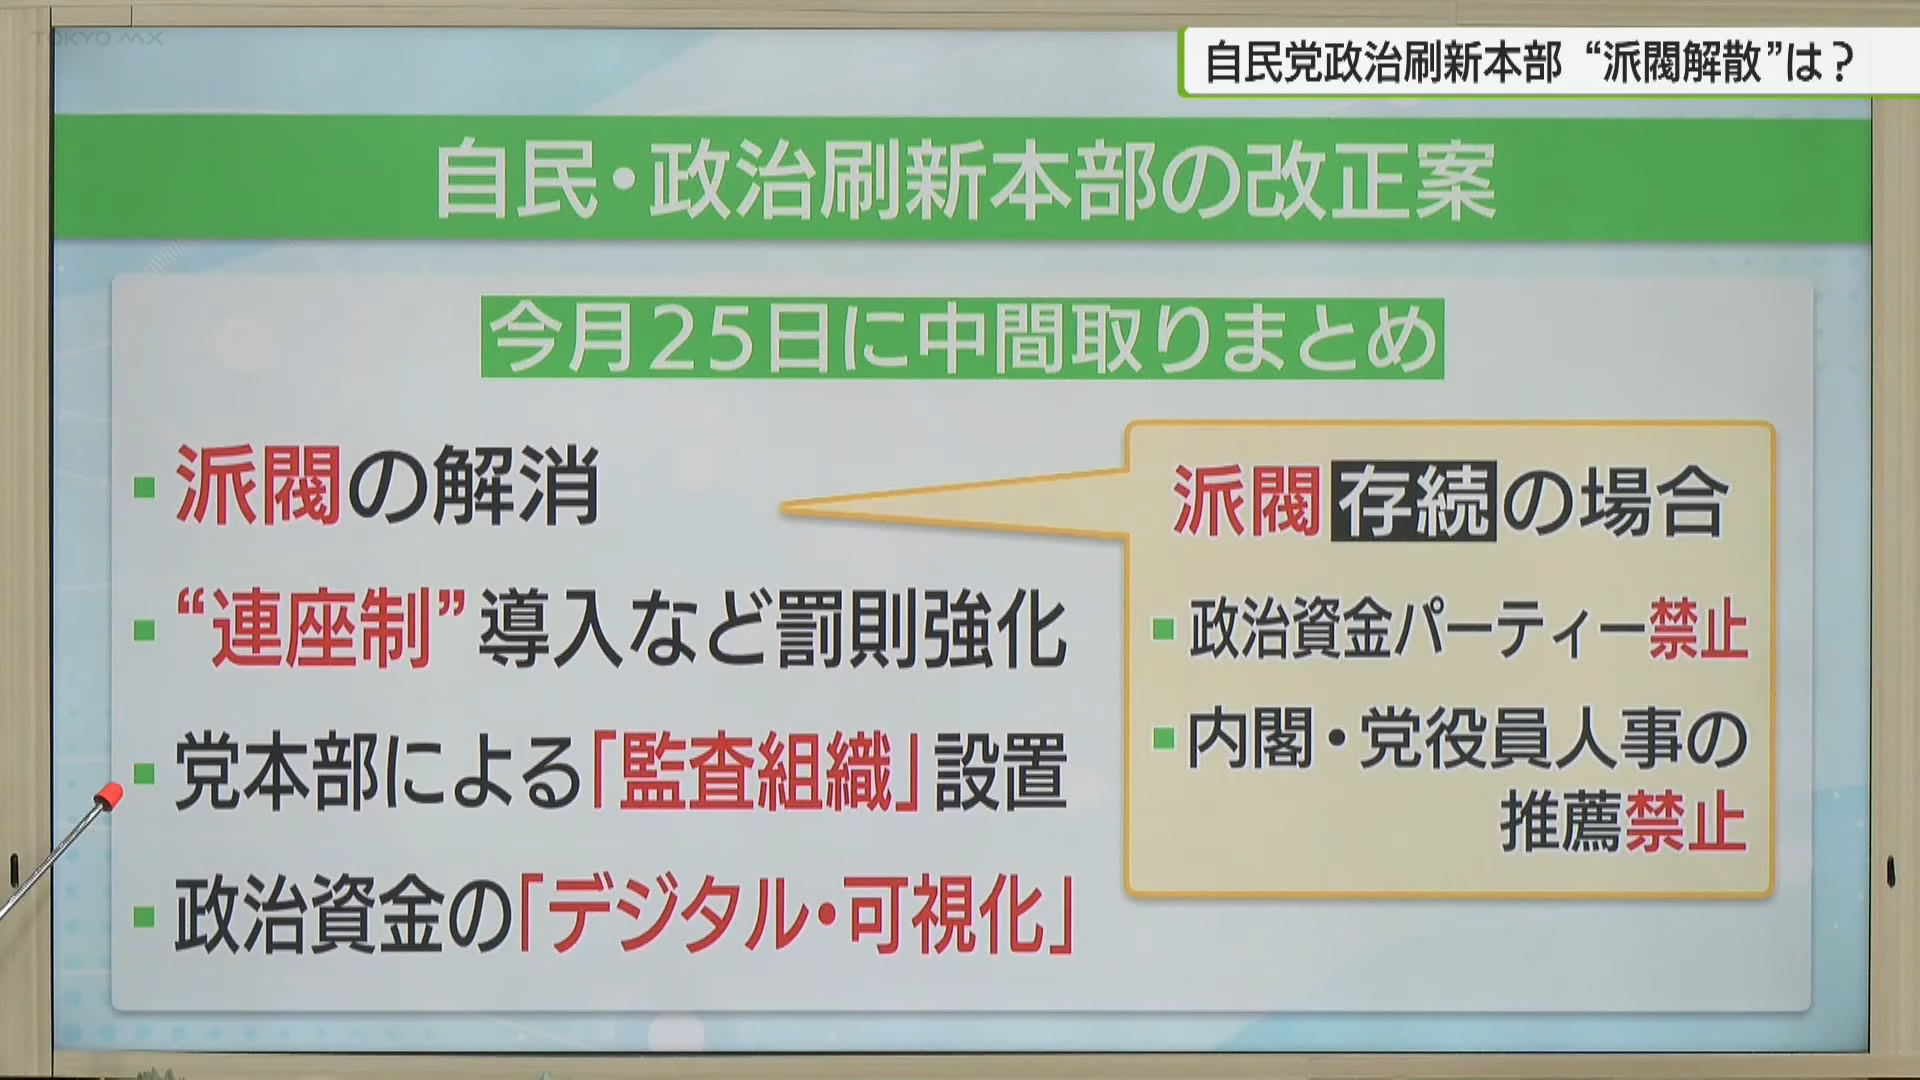 TOKYO MX
自民党政治刷新本部 “派閥解散”は?
自民・政治刷新本部の改正案
今月25日に中間取りまとめ
派閥の解消
“連座制”導入など罰則強化
党本部による「監査組織」設置
政治資金の「デジタル・可視化」
派閥存続の場合
政治資金パーティー禁止
内閣・党役員人事の
推薦禁止